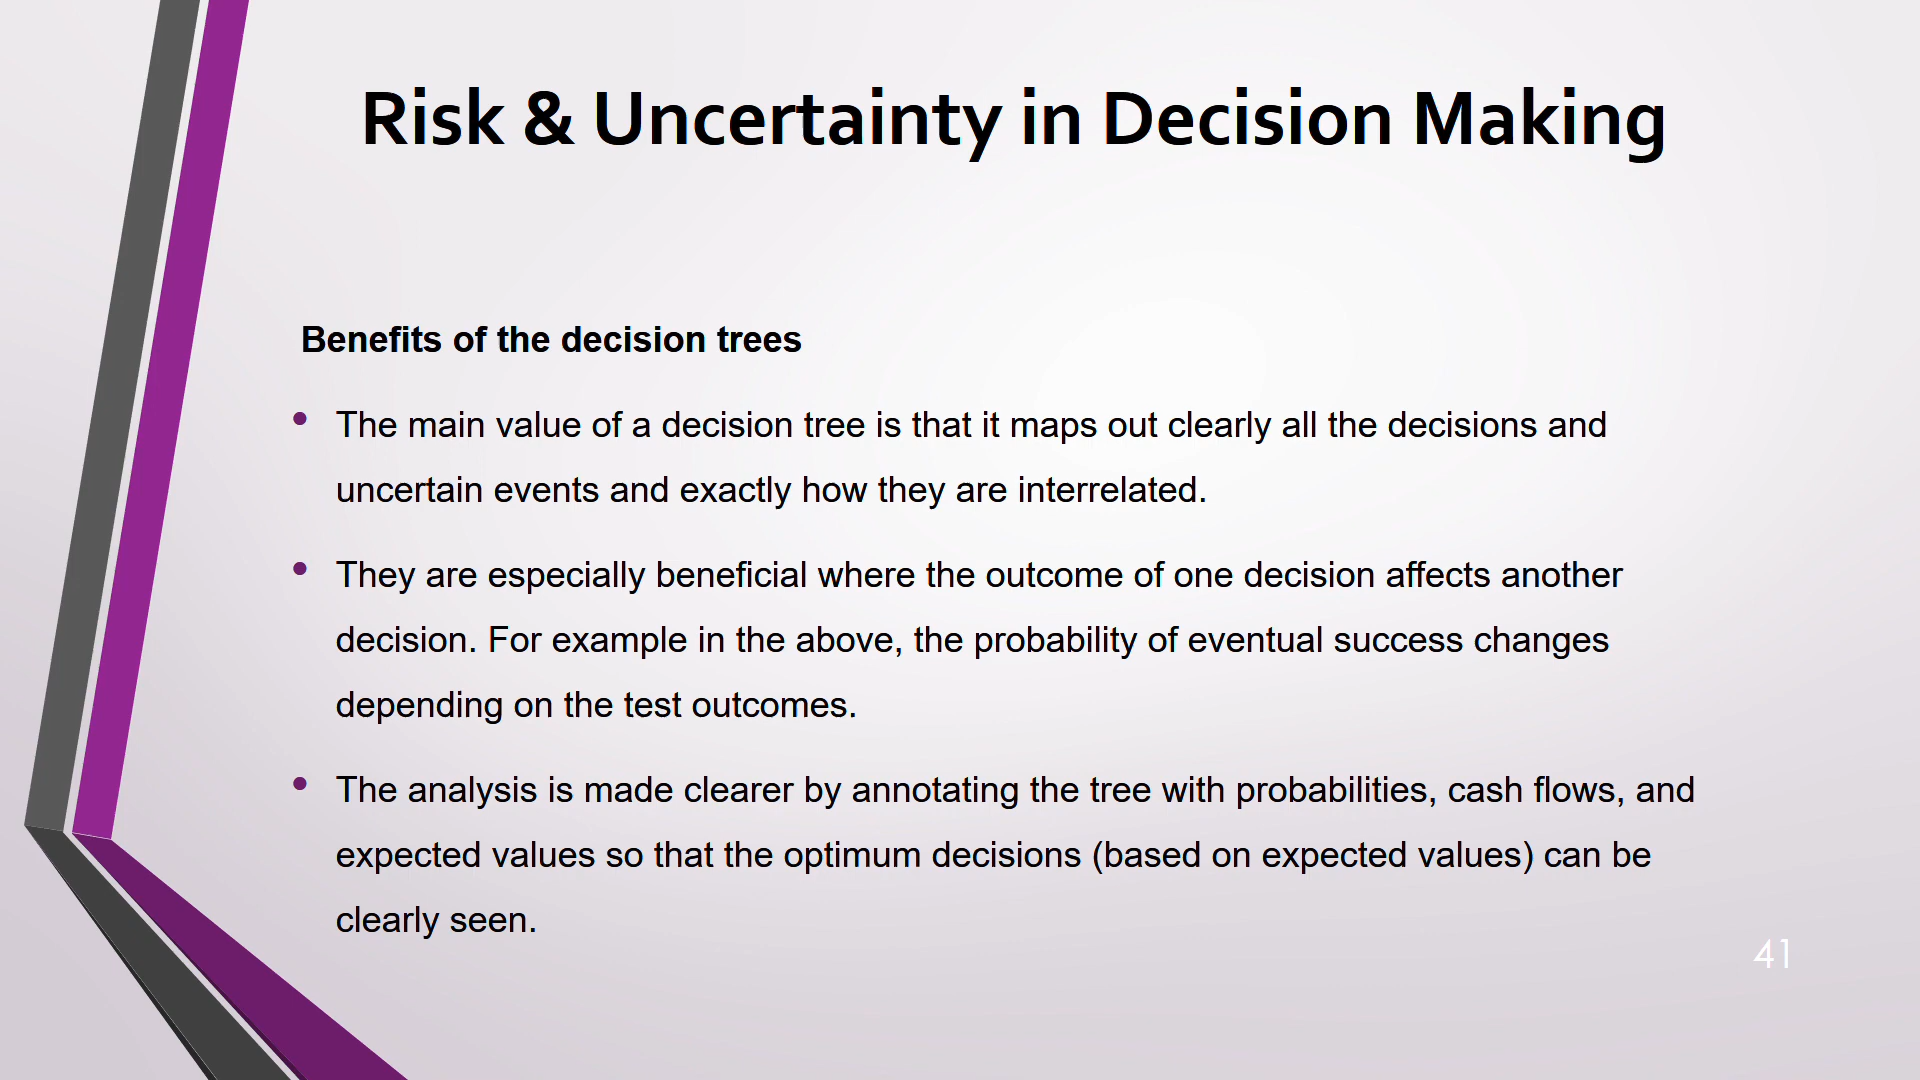 Risk & Uncertainty in Decision Making
Benefits of the decision trees
• The main value of a decision tree is that it maps out clearly all the decisions and
uncertain events and exactly how they are interrelated.
• They are especially beneficial where the outcome of one decision affects another
decision. For example in the above, the probability of eventual success changes
depending on the test outcomes.
• The analysis is made clearer by annotating the tree with probabilities, cash flows, and
expected values so that the optimum decisions (based on expected values) can be
clearly seen.
41